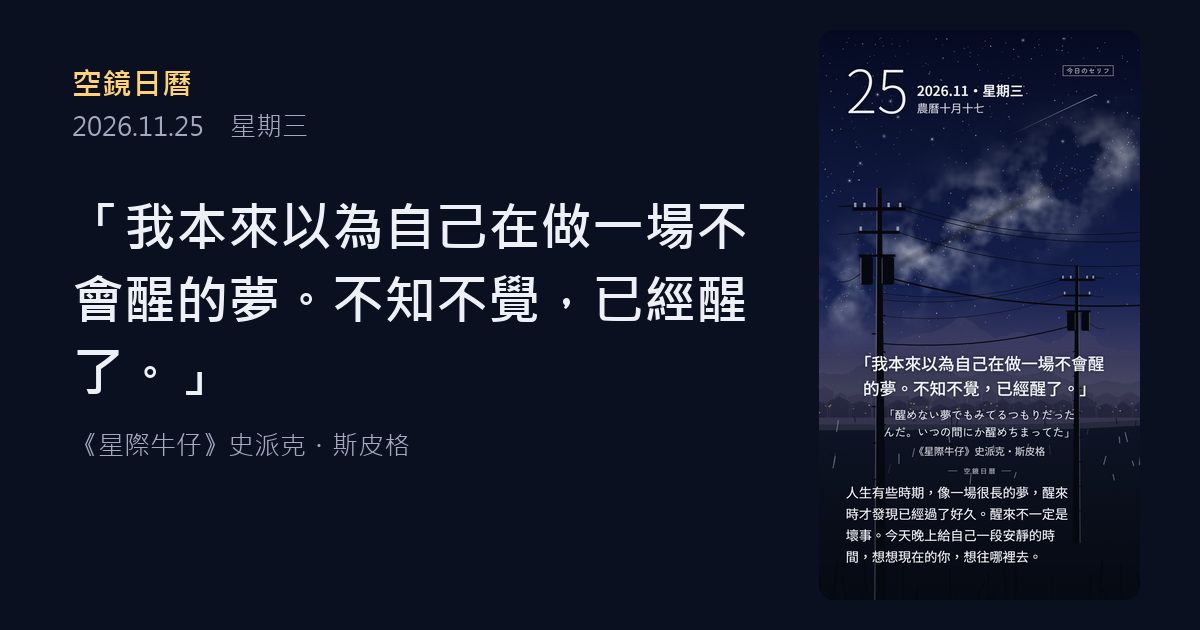 空鏡日曆
2026.11.25　星期三
「我本來以為自己在做一場不
會醒的夢。不知不覺，已經醒
了。」
《星際牛仔》史派克・斯皮格
今日のセリフ
25
2026.11・星期三
農曆十月十七
「我本來以為自己在做一場不會醒
的夢。不知不覺，已經醒了。」
「醒めない夢でもみてるつもりだった
んだ。いつの間にか醒めちまってた」
《星際牛仔》史派克・斯皮格
— 空鏡日曆 —
人生有些時期，像一場很長的夢，醒來
時才發現已經過了好久。醒來不一定是
壞事。今天晚上給自己一段安靜的時
間，想想現在的你，想往哪裡去。